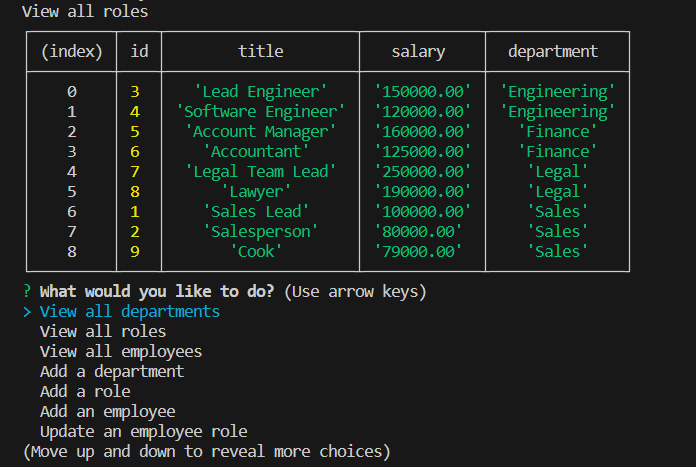 View all roles
(index) id title salary department
0 3 'Lead Engineer' '150000.00' 'Engineering'
1 4 'Software Engineer' '120000.00' 'Engineering'
2 5 'Account Manager' '160000.00' 'Finance'
3 6 'Accountant' '125000.00' 'Finance'
4 7 'Legal Team Lead' '250000.00' 'Legal'
5 8 'Lawyer' '190000.00' 'Legal'
6 1 'Sales Lead' '100000.00' 'Sales'
7 2 'Salesperson' '80000.00' 'Sales'
8 9 'Cook' '79000.00' 'Sales'
? What would you like to do? (Use arrow keys)
> View all departments
View all roles
View all employees
Add a department
Add a role
Add an employee
Update an employee role
(Move up and down to reveal more choices)